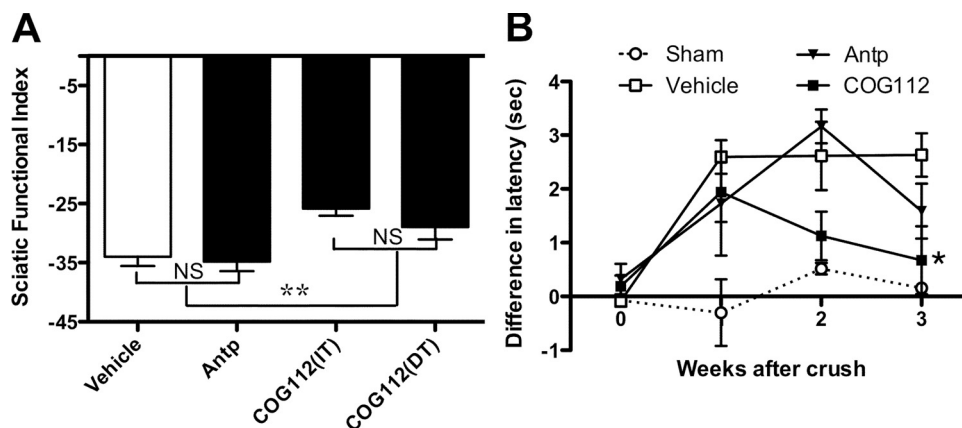 A
Sciatic Functional Index
-5
-15
-25
-35
-45
NS
NS
**
Vehicle
Antp
COG112(IT)
COG112(DT)
B
Sham
Vehicle
Antp
COG112
Difference in latency (sec)
4
3
2
1
0
-1
0
1
2
3
*
Weeks after crush